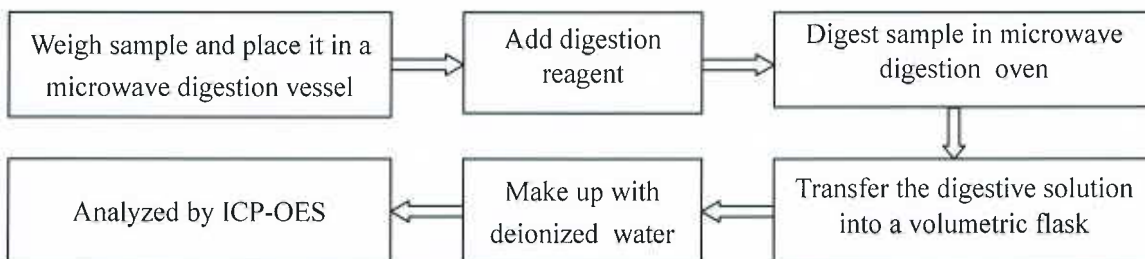 Weigh sample and place it in a
microwave digestion vessel
Add digestion
reagent
Digest sample in microwave
digestion oven
Transfer the digestive solution
into a volumetric flask
Make up with
deionized water
Analyzed by ICP-OES